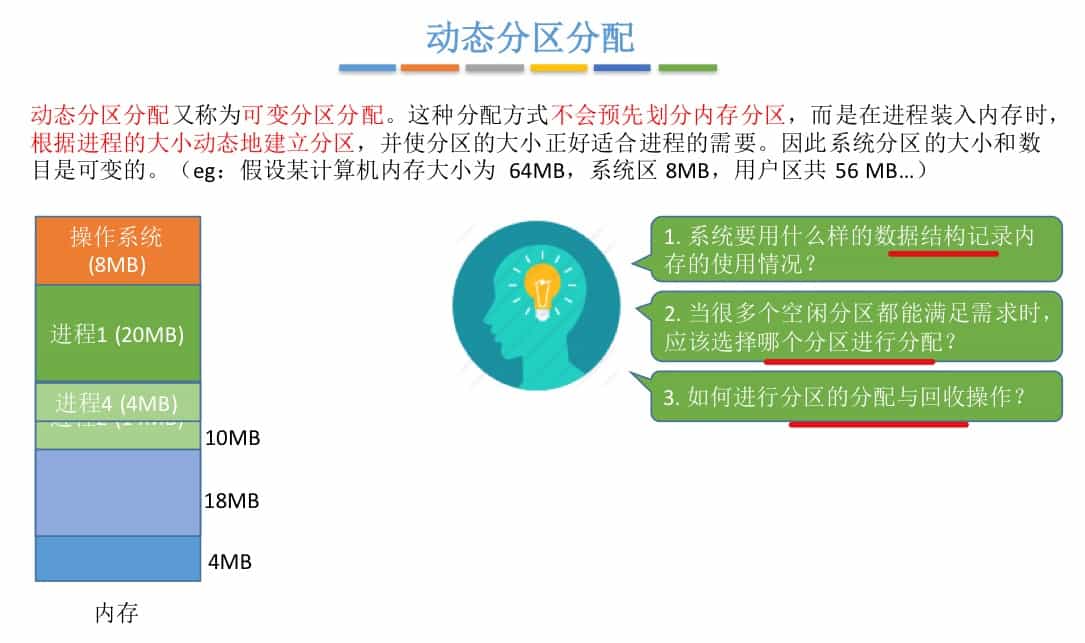 动态分区分配
动态分区分配又称为可变分区分配。这种分配方式不会预先划分内存分区，而是在进程装入内存时，
根据进程的大小动态地建立分区，并使分区的大小正好适合进程的需要。因此系统分区的大小和数
目是可变的。（eg：假设某计算机内存大小为 64MB，系统区 8MB，用户区共 56 MB…）
操作系统
(8MB)
进程1 (20MB)
进程4 (4MB)
10MB
18MB
4MB
内存
1. 系统要用什么样的数据结构记录内
存的使用情况？
2. 当很多个空闲分区都能满足需求时，
应该选择哪个分区进行分配？
3. 如何进行分区的分配与回收操作？